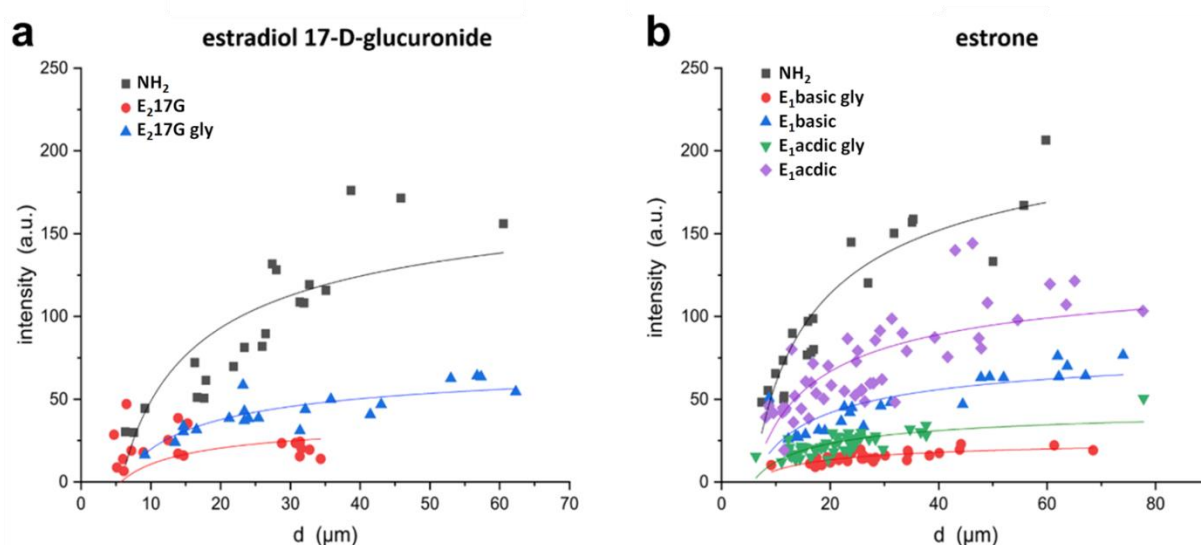 a estradiol 17-D-glucuronide
NH₂
E₂17G
E₂17G gly
250
200
150
100
50
0
intensity (a.u.)
0 10 20 30 40 50 60 70
d (μm)
b estrone
NH₂
E₁basic gly
E₁basic
E₁acdic gly
E₁acdic
250
200
150
100
50
0
intensity (a.u.)
0 20 40 60 80
d (μm)